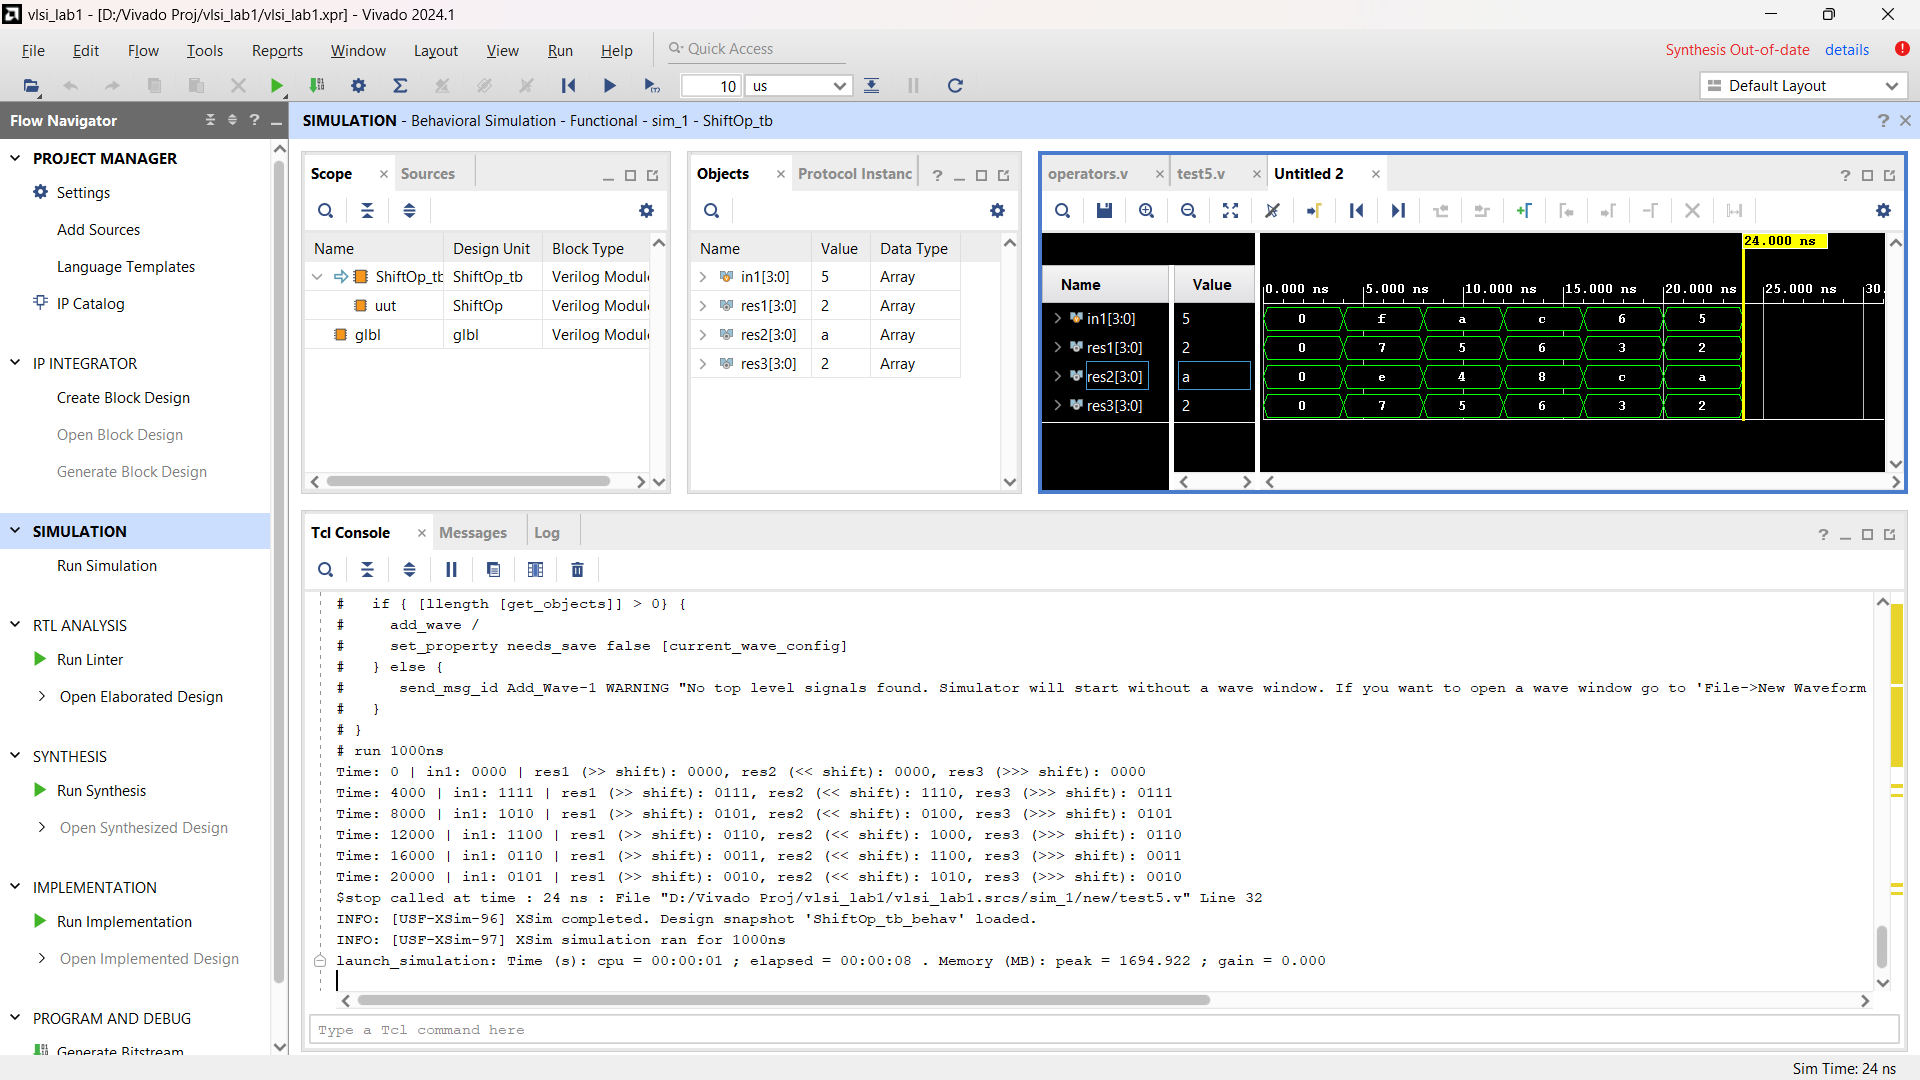 vlsi_lab1 - [D:/Vivado Proj/vlsi_lab1/vlsi_lab1.xpr] - Vivado 2024.1
File Edit Flow Tools Reports Window Layout View Run Help Quick Access
Synthesis Out-of-date details
10 us
Default Layout
Flow Navigator
SIMULATION - Behavioral Simulation - Functional - sim_1 - ShiftOp_tb
PROJECT MANAGER
Settings
Add Sources
Language Templates
IP Catalog
IP INTEGRATOR
Create Block Design
Open Block Design
Generate Block Design
SIMULATION
Run Simulation
RTL ANALYSIS
Run Linter
Open Elaborated Design
SYNTHESIS
Run Synthesis
Open Synthesized Design
IMPLEMENTATION
Run Implementation
Open Implemented Design
PROGRAM AND DEBUG
Generate Bitstream
Scope Sources
Name Design Unit Block Type
ShiftOp_tb ShiftOp_tb Verilog Modul
uut ShiftOp Verilog Modul
glbl glbl Verilog Modul
Objects Protocol Instanc
Name Value Data Type
in1[3:0] 5 Array
res1[3:0] 2 Array
res2[3:0] a Array
res3[3:0] 2 Array
operators.v test5.v Untitled 2
24.000 ns
Name Value 0.000 ns 5.000 ns 10.000 ns 15.000 ns 20.000 ns 25.000 ns 30.
in1[3:0] 5 0 f a c 6 5
res1[3:0] 2 0 7 5 6 3 2
res2[3:0] a 0 e 4 8 c a
res3[3:0] 2 0 7 5 6 3 2
Tcl Console Messages Log
# if { [llength [get_objects]] > 0} {
# add_wave /
# set_property needs_save false [current_wave_config]
# } else {
# send_msg_id Add_Wave-1 WARNING "No top level signals found. Simulator will start without a wave window. If you want to open a wave window go to 'File->New Waveform
# }
# }
# run 1000ns
Time: 0 | in1: 0000 | res1 (>> shift): 0000, res2 (<< shift): 0000, res3 (>>> shift): 0000
Time: 4000 | in1: 1111 | res1 (>> shift): 0111, res2 (<< shift): 1110, res3 (>>> shift): 0111
Time: 8000 | in1: 1010 | res1 (>> shift): 0101, res2 (<< shift): 0100, res3 (>>> shift): 0101
Time: 12000 | in1: 1100 | res1 (>> shift): 0110, res2 (<< shift): 1000, res3 (>>> shift): 0110
Time: 16000 | in1: 0110 | res1 (>> shift): 0011, res2 (<< shift): 1100, res3 (>>> shift): 0011
Time: 20000 | in1: 0101 | res1 (>> shift): 0010, res2 (<< shift): 1010, res3 (>>> shift): 0010
$stop called at time : 24 ns : File "D:/Vivado Proj/vlsi_lab1/vlsi_lab1.srcs/sim_1/new/test5.v" Line 32
INFO: [USF-XSim-96] XSim completed. Design snapshot 'ShiftOp_tb_behav' loaded.
INFO: [USF-XSim-97] XSim simulation ran for 1000ns
launch_simulation: Time (s): cpu = 00:00:01 ; elapsed = 00:00:08 . Memory (MB): peak = 1694.922 ; gain = 0.000
Type a Tcl command here
Sim Time: 24 ns